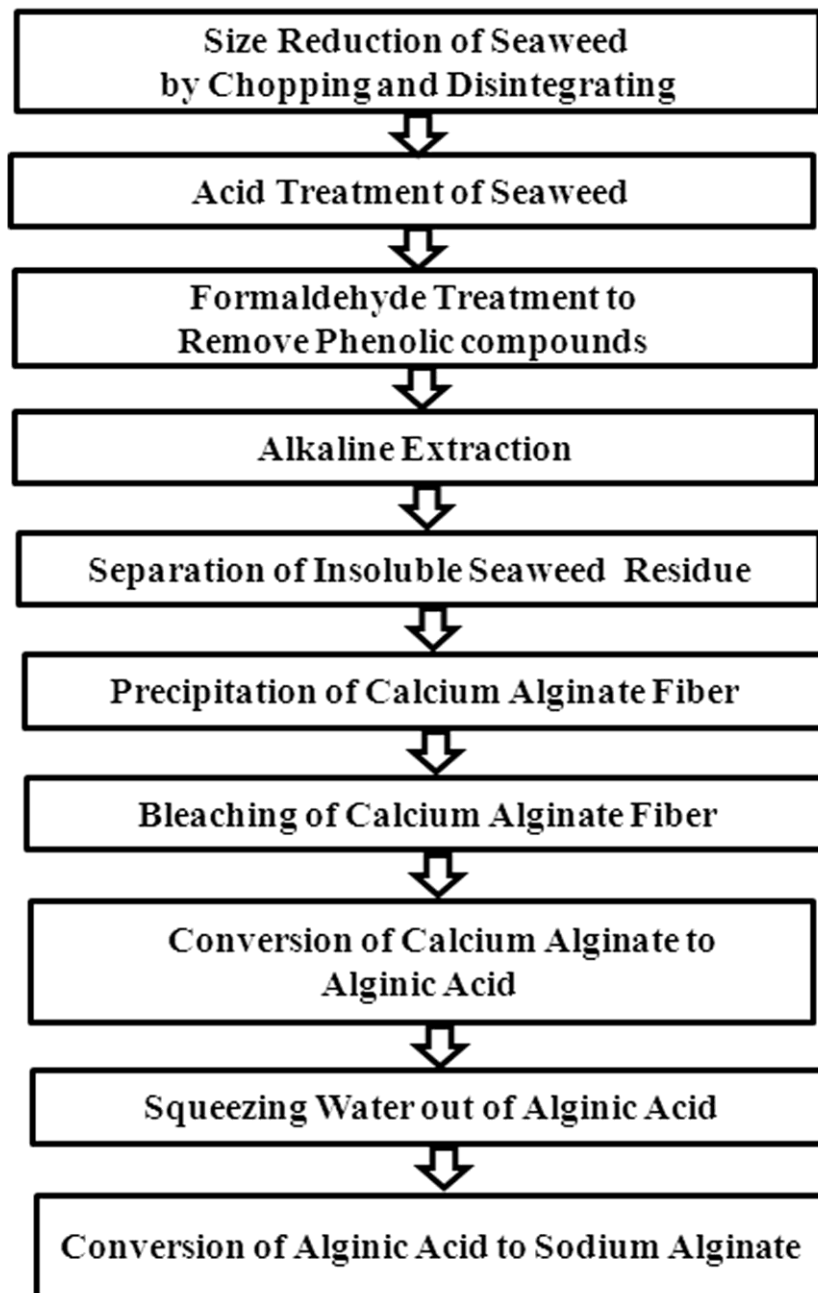 Size Reduction of Seaweed
by Chopping and Disintegrating
Acid Treatment of Seaweed
Formaldehyde Treatment to
Remove Phenolic compounds
Alkaline Extraction
Separation of Insoluble Seaweed Residue
Precipitation of Calcium Alginate Fiber
Bleaching of Calcium Alginate Fiber
Conversion of Calcium Alginate to
Alginic Acid
Squeezing Water out of Alginic Acid
Conversion of Alginic Acid to Sodium Alginate